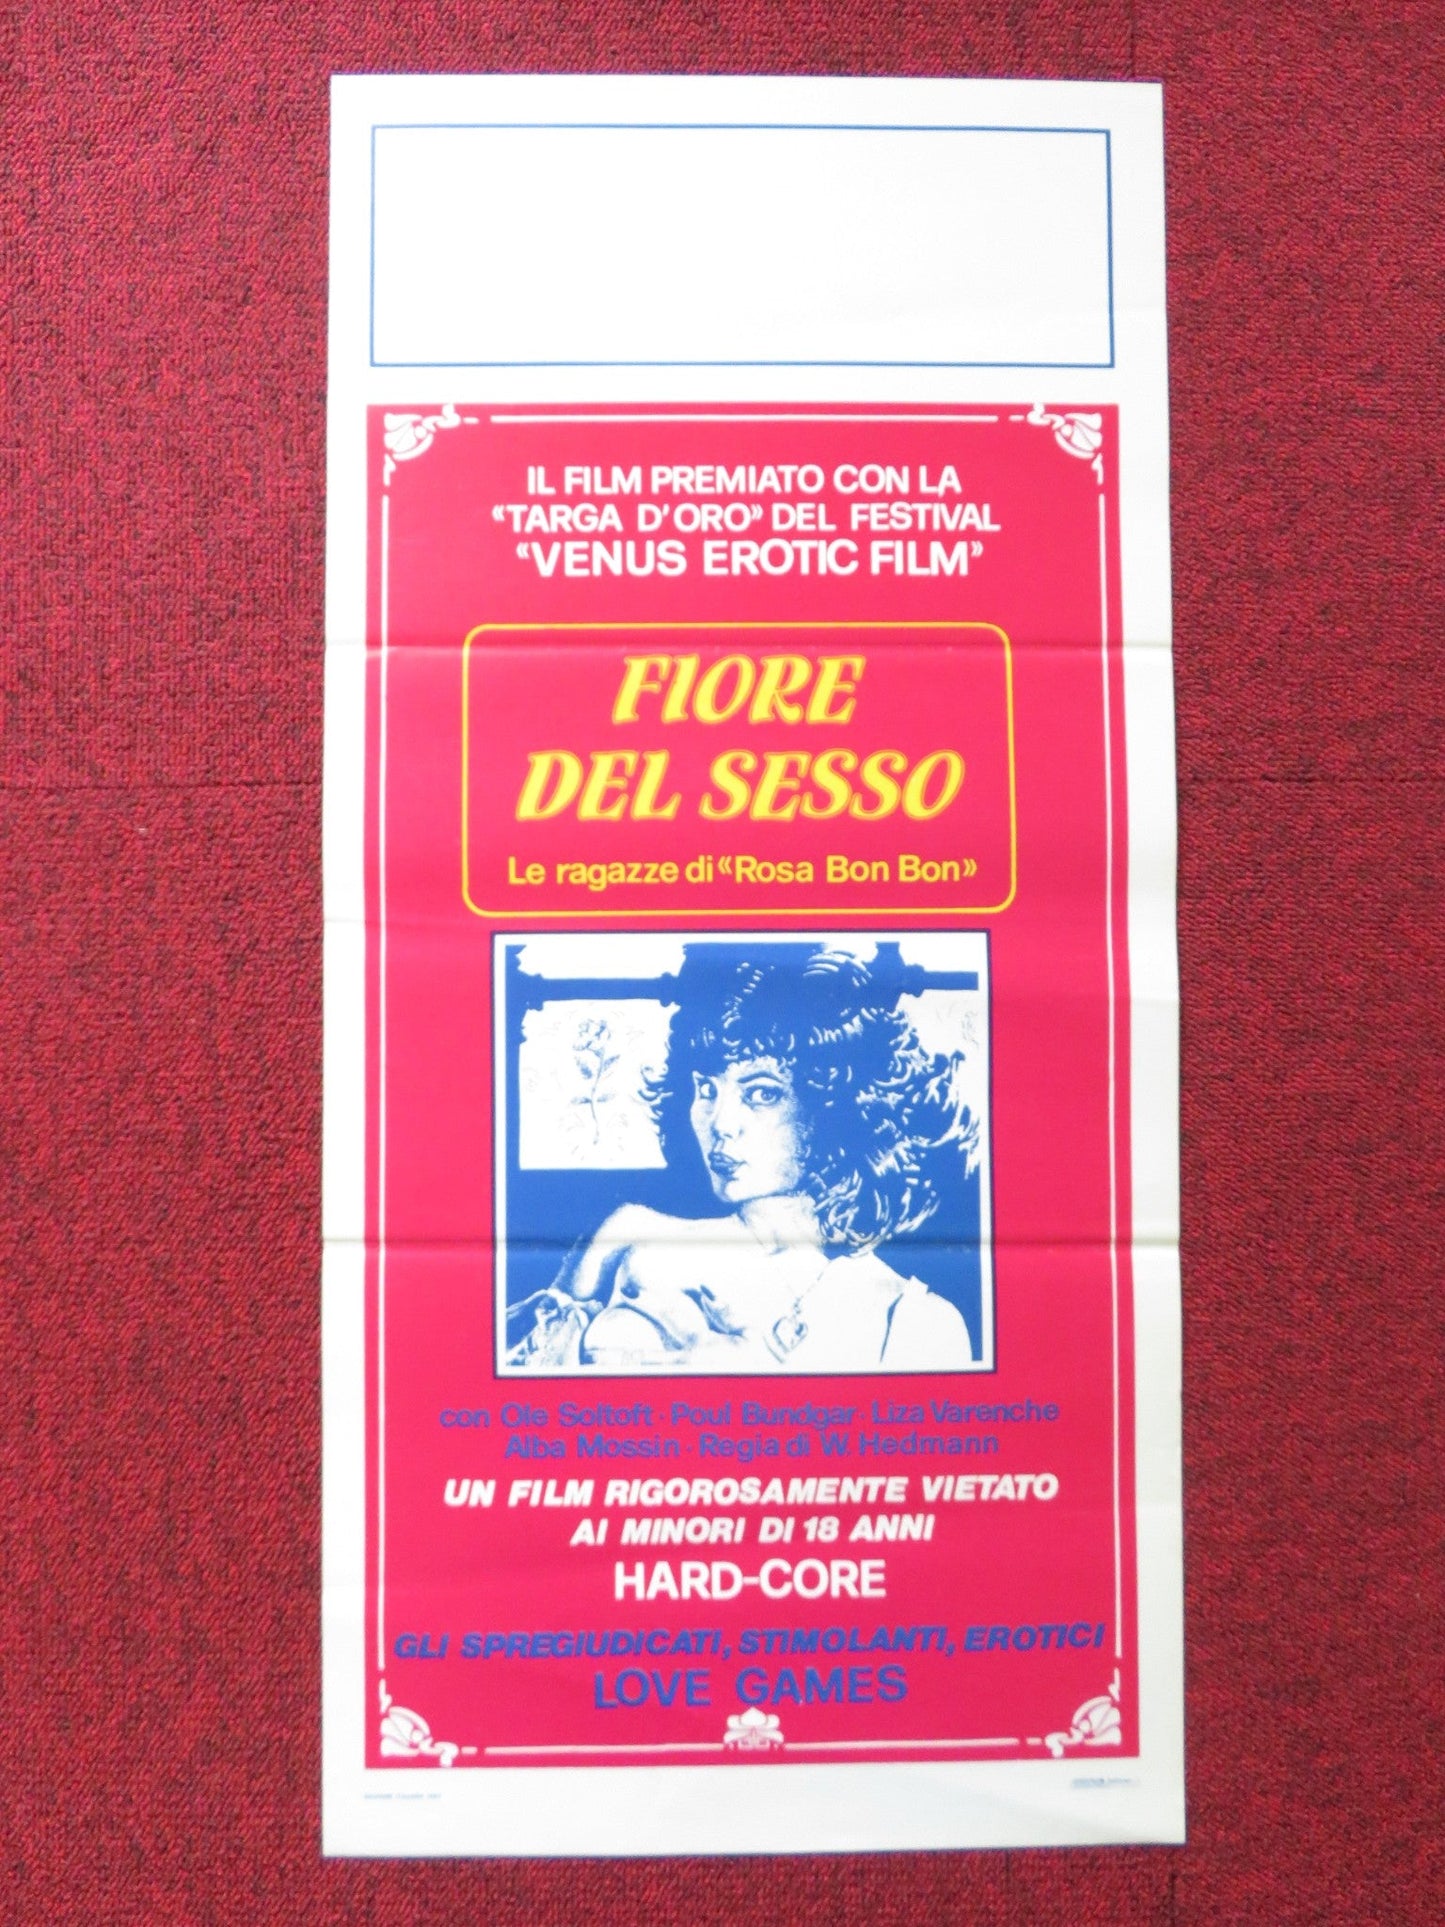 IL FILM PREMIATO CON LA
«TARGA D'ORO» DEL FESTIVAL
«VENUS EROTIC FILM»
FIORE
DEL SESSO
Le ragazze di «Rosa Bon Bon»
con Ole Soltoft · Poul Bundgar · Liza Varenche
Alba Mossin · Regia di W. Hedmann
UN FILM RIGOROSAMENTE VIETATO
AI MINORI DI 18 ANNI
HARD-CORE
GLI SPREGIUDICATI, STIMOLANTI, EROTICI
LOVE GAMES